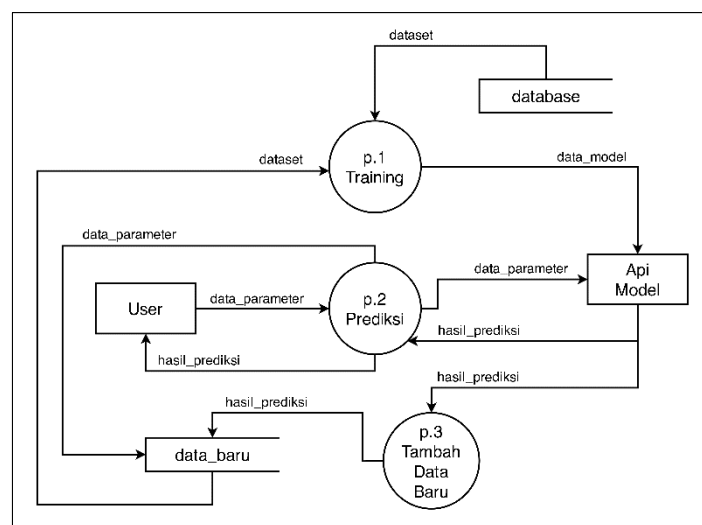 dataset
database
p.1
Training
dataset
data_model
data_parameter
Api
Model
data_parameter
User
data_parameter
p.2
Prediksi
hasil_prediksi
hasil_prediksi
hasil_prediksi
hasil_prediksi
p.3
Tambah
Data
Baru
data_baru